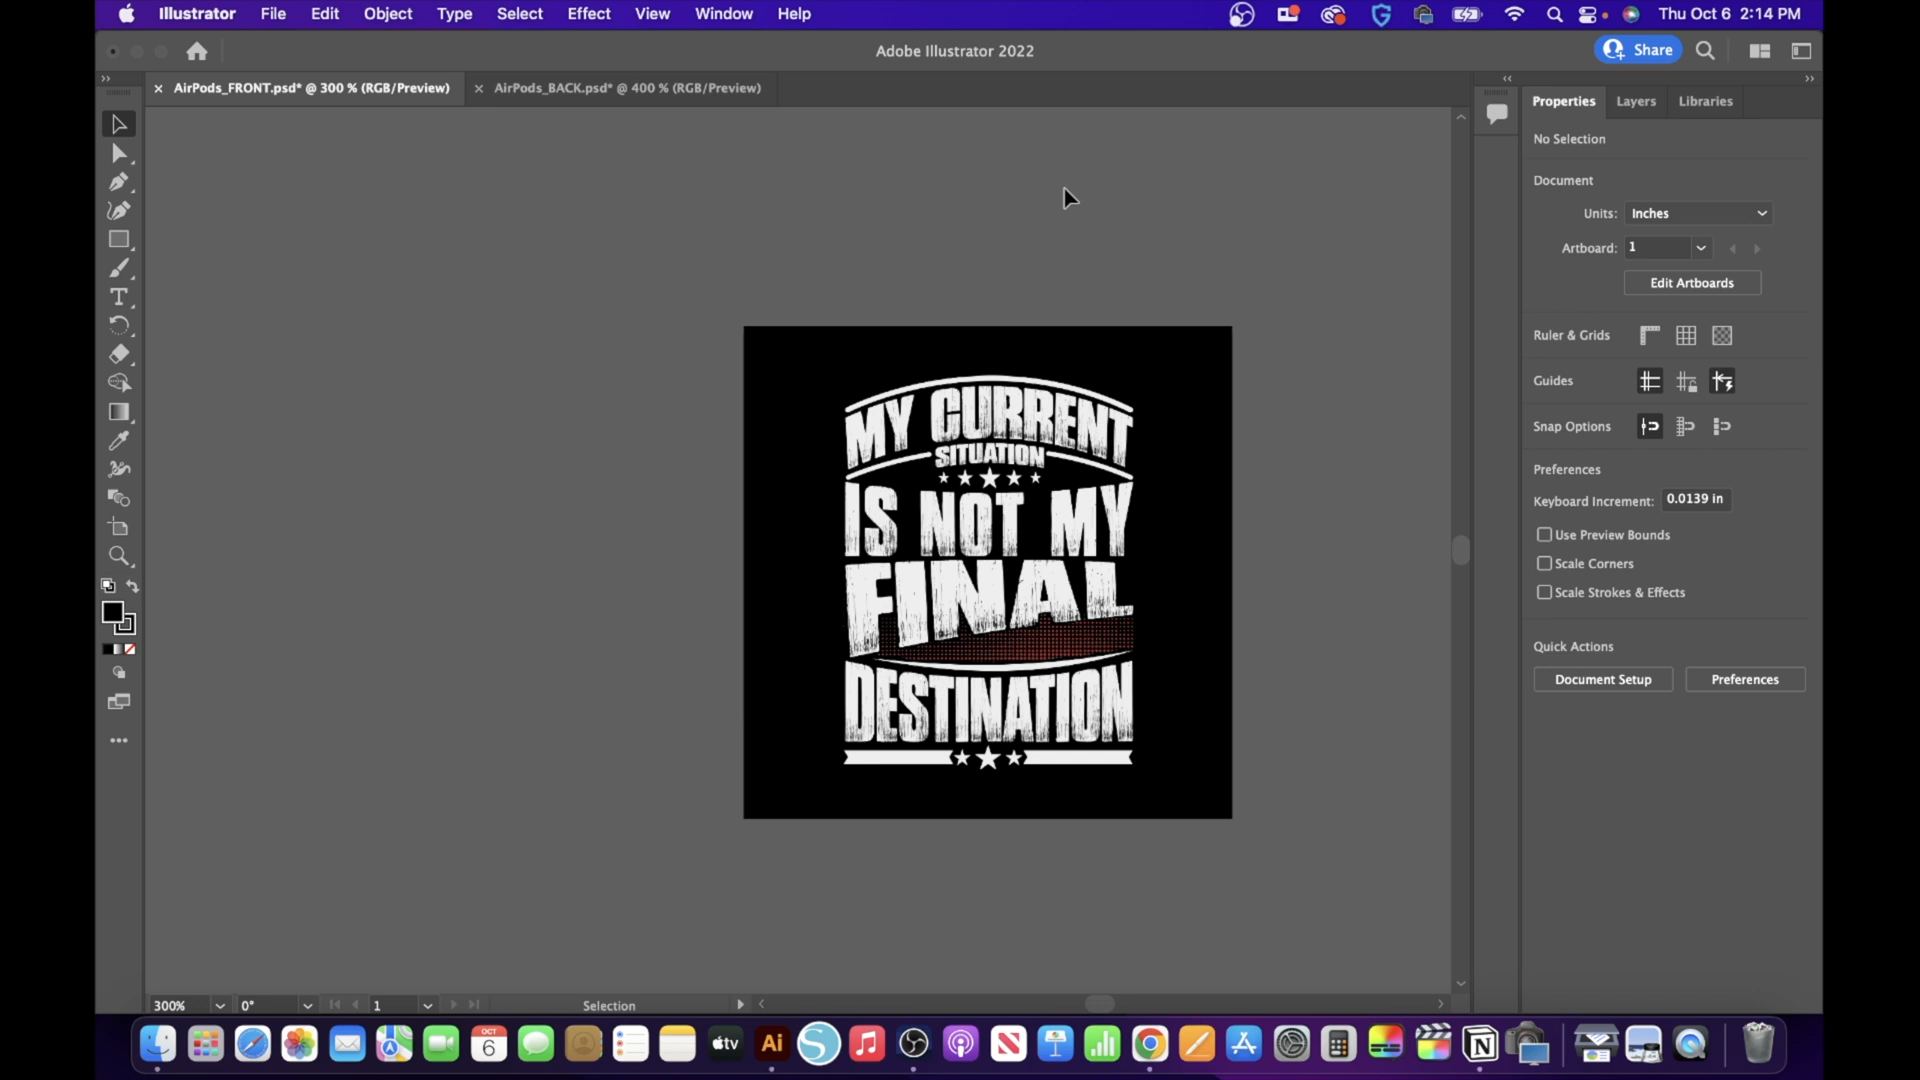 Illustrator File Edit Object Type Select Effect View Window Help Thu Oct 6 2:14 PM
Adobe Illustrator 2022
Share
AirPods_FRONT.psd* @ 300 % (RGB/Preview)
AirPods_BACK.psd* @ 400 % (RGB/Preview)
Properties Layers Libraries
No Selection
Document
Units: Inches
Artboard: 1
Edit Artboards
Ruler & Grids
Guides
Snap Options
Preferences
Keyboard Increment: 0.0139 in
Use Preview Bounds
Scale Corners
Scale Strokes & Effects
Quick Actions
Document Setup Preferences
MY CURRENT
SITUATION
IS NOT MY
FINAL
DESTINATION
300% 0° 1 Selection
OCT
6
tv
Ai
S
N
N